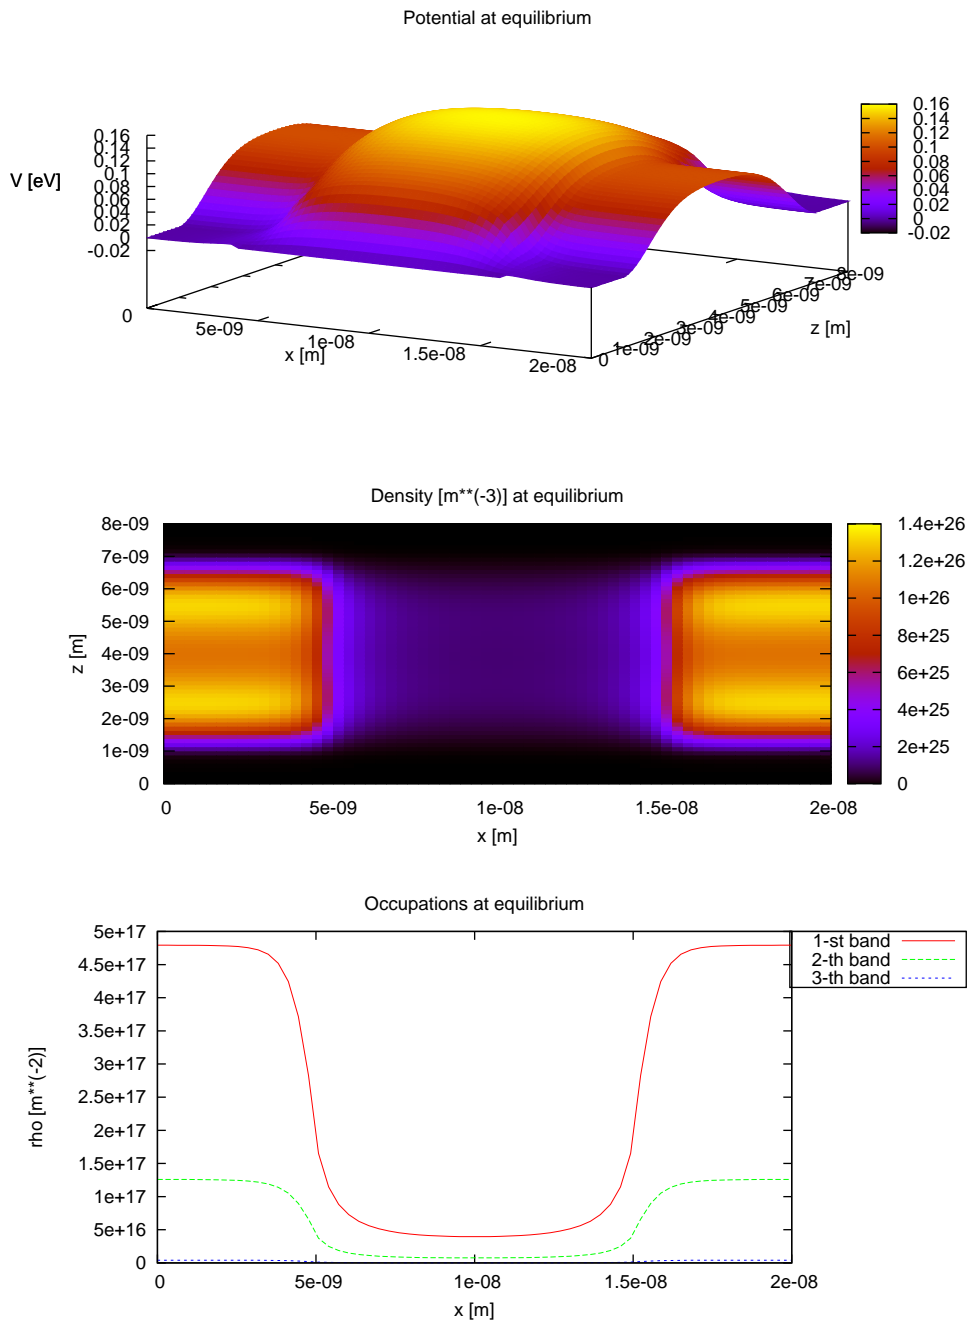 Potential at equilibrium
V [eV]
0.16
0.14
0.12
0.1
0.08
0.06
0.04
0.02
0
-0.02
0.16
0.14
0.12
0.1
0.08
0.06
0.04
0.02
0
-0.02
0
5e-09
1e-08
1.5e-08
2e-08
x [m]
0
1e-09
2e-09
3e-09
4e-09
5e-09
6e-09
7e-09
8e-09
z [m]
Density [m**(-3)] at equilibrium
8e-09
7e-09
6e-09
5e-09
4e-09
3e-09
2e-09
1e-09
0
z [m]
0
5e-09
1e-08
1.5e-08
2e-08
x [m]
1.4e+26
1.2e+26
1e+26
8e+25
6e+25
4e+25
2e+25
0
Occupations at equilibrium
5e+17
4.5e+17
4e+17
3.5e+17
3e+17
2.5e+17
2e+17
1.5e+17
1e+17
5e+16
0
rho [m**(-2)]
1-st band
2-th band
3-th band
0
5e-09
1e-08
1.5e-08
2e-08
x [m]